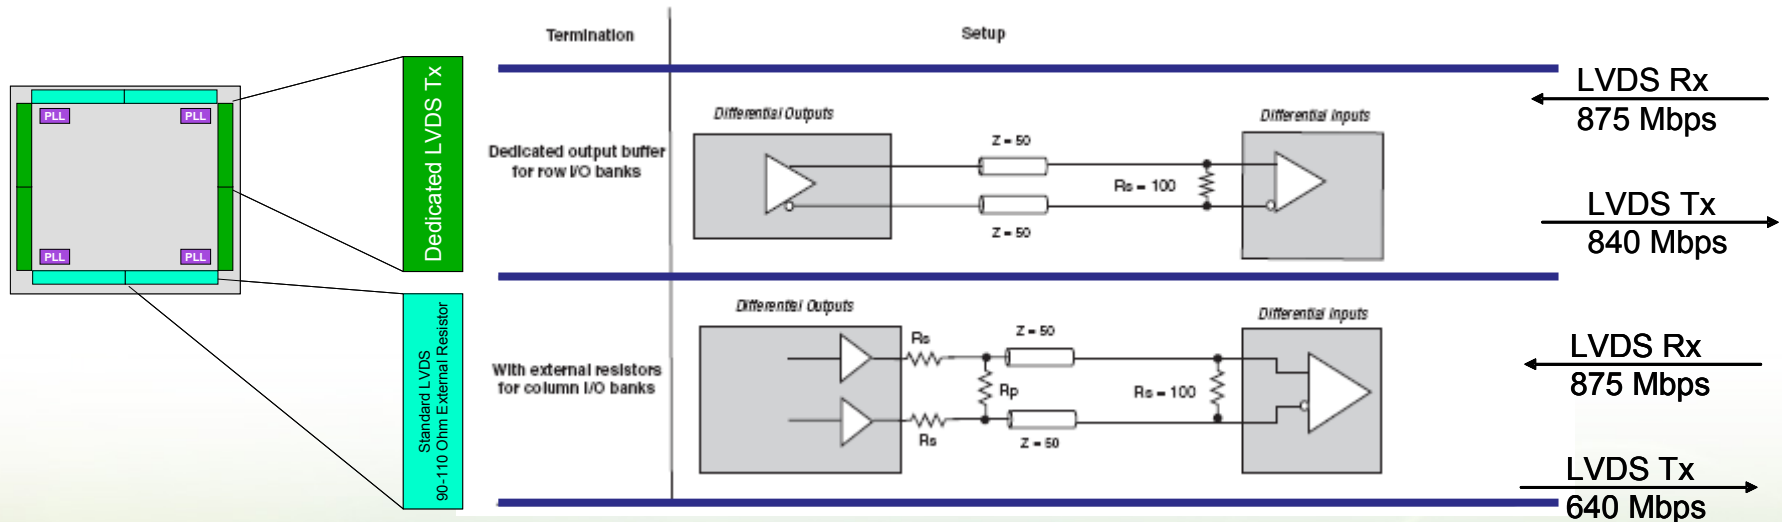 Termination
Setup
PLL
PLL
PLL
PLL
Dedicated LVDS Tx
Standard LVDS
90-110 Ohm External Resistor
Dedicated output buffer
for row I/O banks
Differential Outputs
Z = 50
Z = 50
Rs = 100
Differential Inputs
LVDS Rx
875 Mbps
LVDS Tx
840 Mbps
With external resistors
for column I/O banks
Differential Outputs
Rs
Rs
Rp
Z = 50
Z = 50
Rs = 100
Differential Inputs
LVDS Rx
875 Mbps
LVDS Tx
640 Mbps